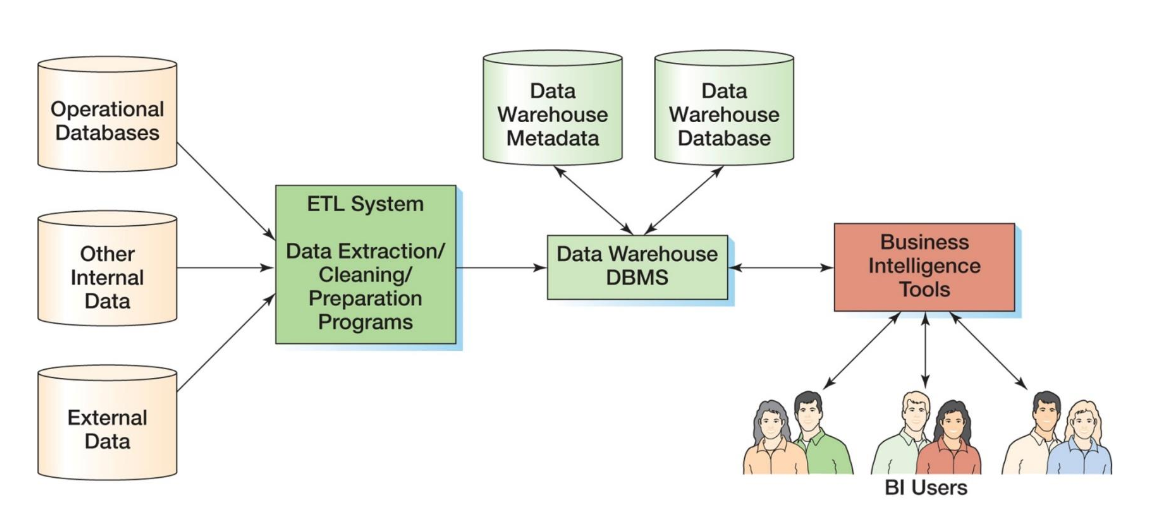 Operational
Databases
Other
Internal
Data
External
Data
ETL System
Data Extraction/
Cleaning/
Preparation
Programs
Data
Warehouse
Metadata
Data
Warehouse
Database
Data Warehouse
DBMS
Business
Intelligence
Tools
BI Users